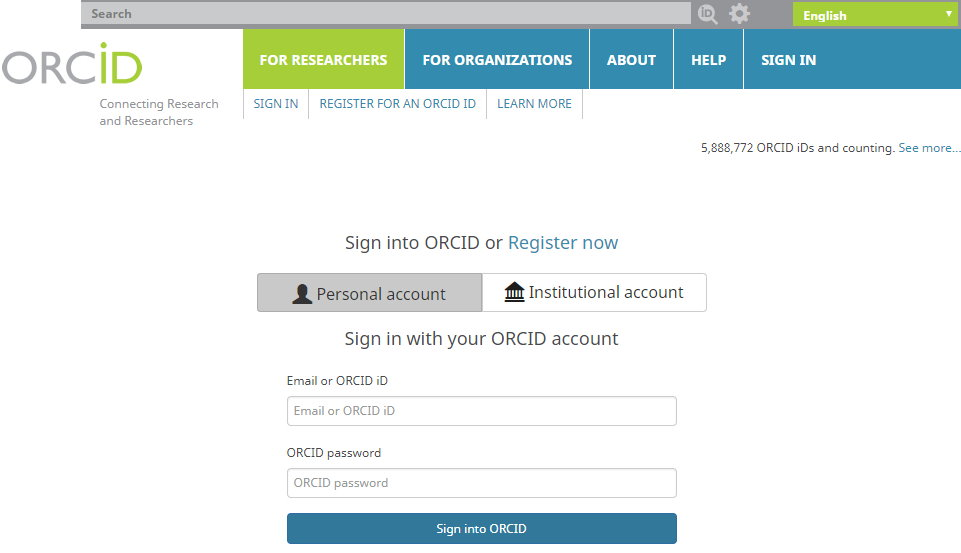 Search
iD
English
ORCiD
Connecting Research
and Researchers
FOR RESEARCHERS
FOR ORGANIZATIONS
ABOUT
HELP
SIGN IN
SIGN IN
REGISTER FOR AN ORCID ID
LEARN MORE
5,888,772 ORCID iDs and counting. See more...
Sign into ORCID or Register now
Personal account
Institutional account
Sign in with your ORCID account
Email or ORCID iD
Email or ORCID iD
ORCID password
ORCID password
Sign into ORCID